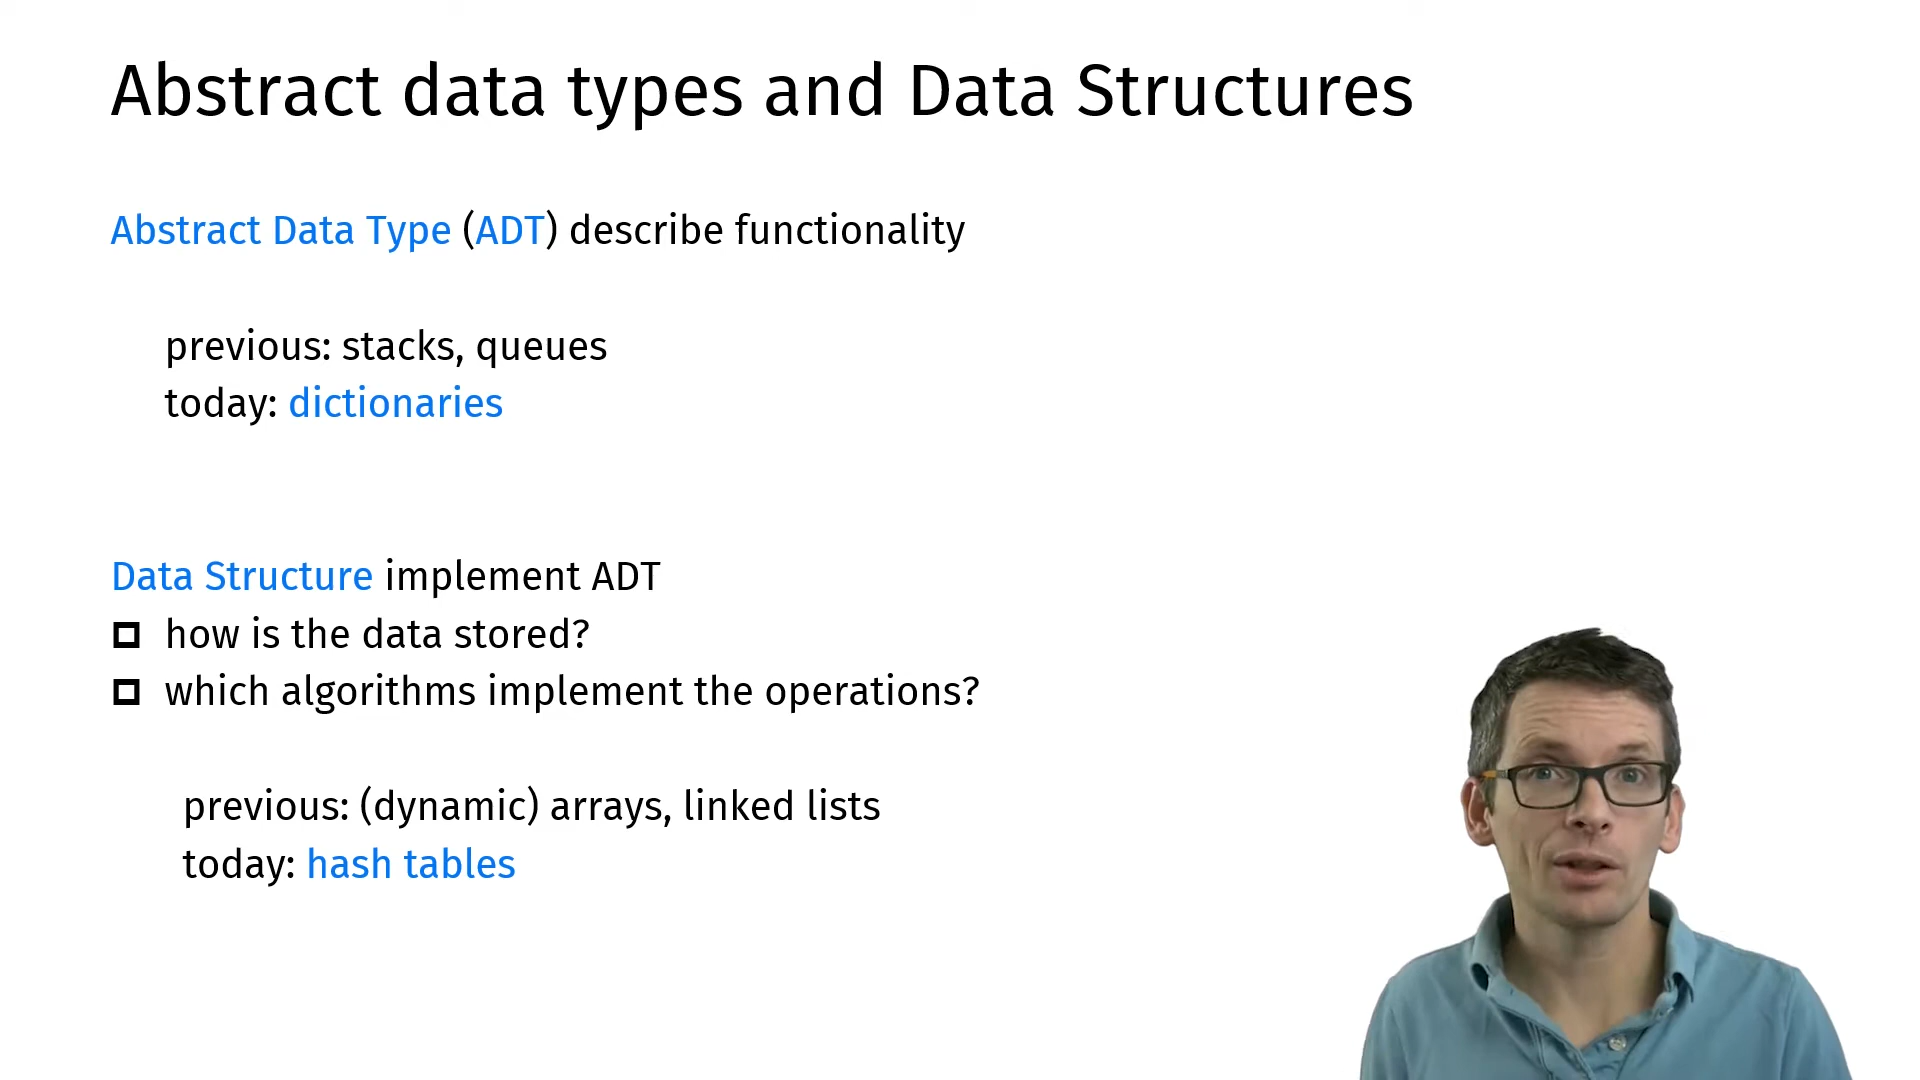 Abstract data types and Data Structures
Abstract Data Type (ADT) describe functionality
previous: stacks, queues
today: dictionaries
Data Structure implement ADT
how is the data stored?
which algorithms implement the operations?
previous: (dynamic) arrays, linked lists
today: hash tables